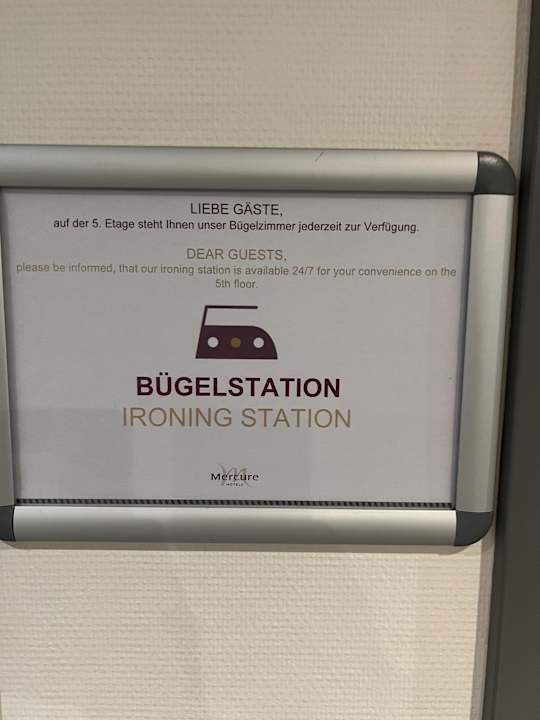 LIEBE GÄSTE,
auf der 5. Etage steht Ihnen unser Bügelzimmer jederzeit zur Verfügung.
DEAR GUESTS,
please be informed, that our ironing station is available 24/7 for your convenience on the
5th floor.
BÜGELSTATION
IRONING STATION
Mercure
HOTELS